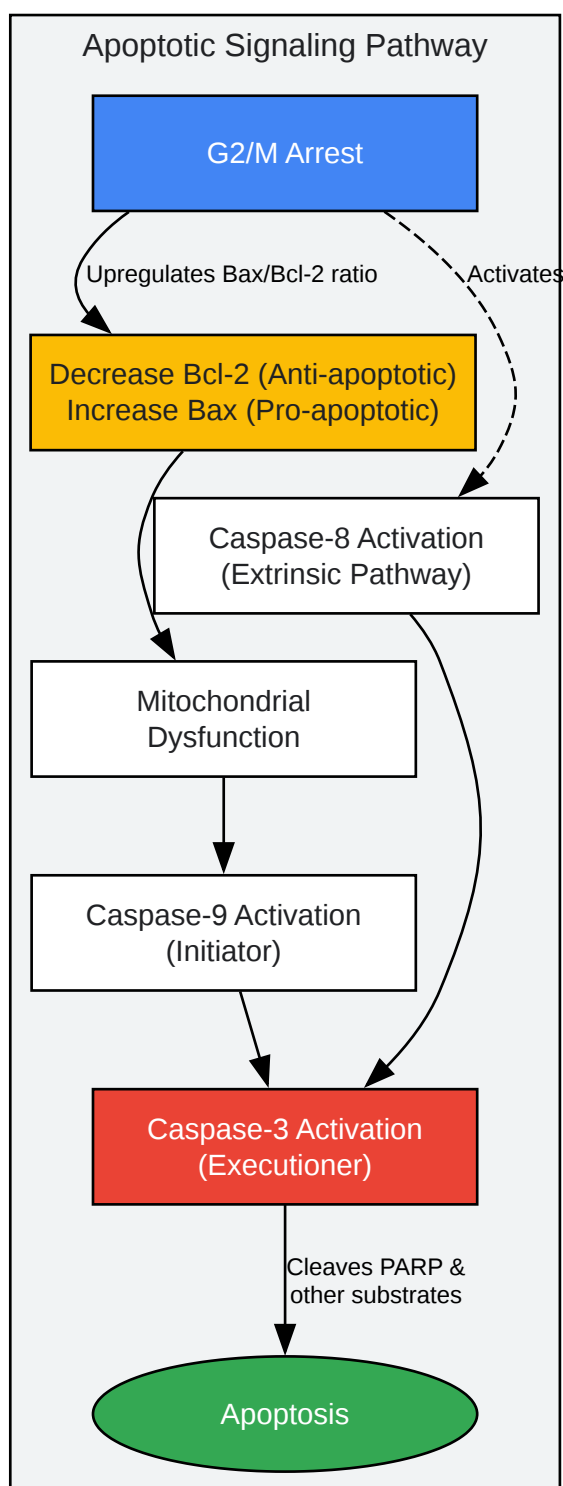 Apoptotic Signaling Pathway
G2/M Arrest
Upregulates Bax/Bcl-2 ratio
Activates
Decrease Bcl-2 (Anti-apoptotic)
Increase Bax (Pro-apoptotic)
Caspase-8 Activation
(Extrinsic Pathway)
Mitochondrial
Dysfunction
Caspase-9 Activation
(Initiator)
Caspase-3 Activation
(Executioner)
Cleaves PARP &
other substrates
Apoptosis